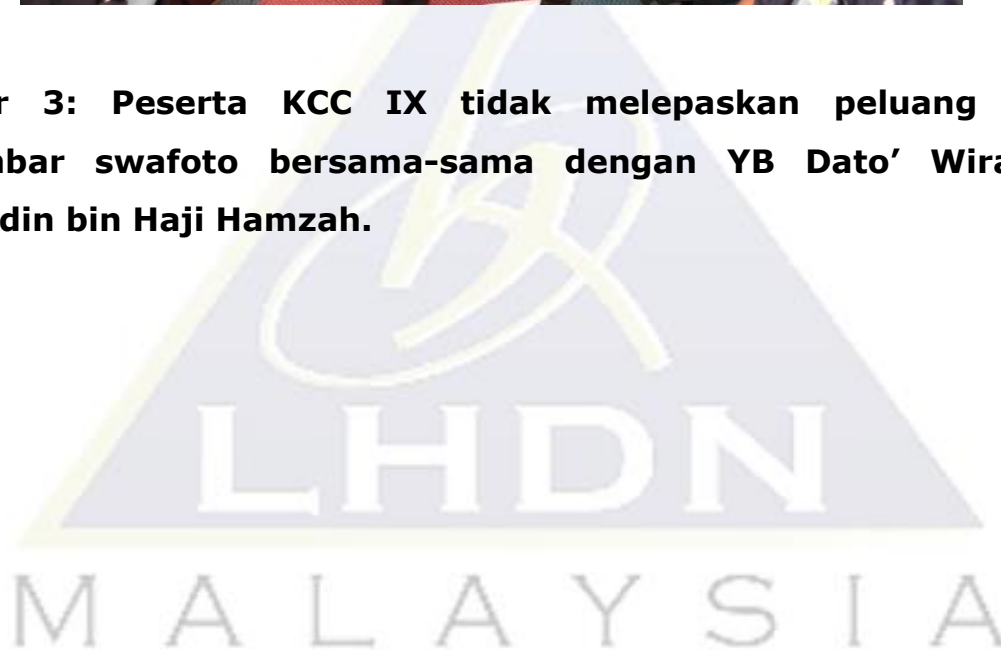 r 3: Peserta KCC IX tidak melepaskan peluang
bar swafoto bersama-sama dengan YB Dato’ Wira
din bin Haji Hamzah.
LHDN
MALAYSIA